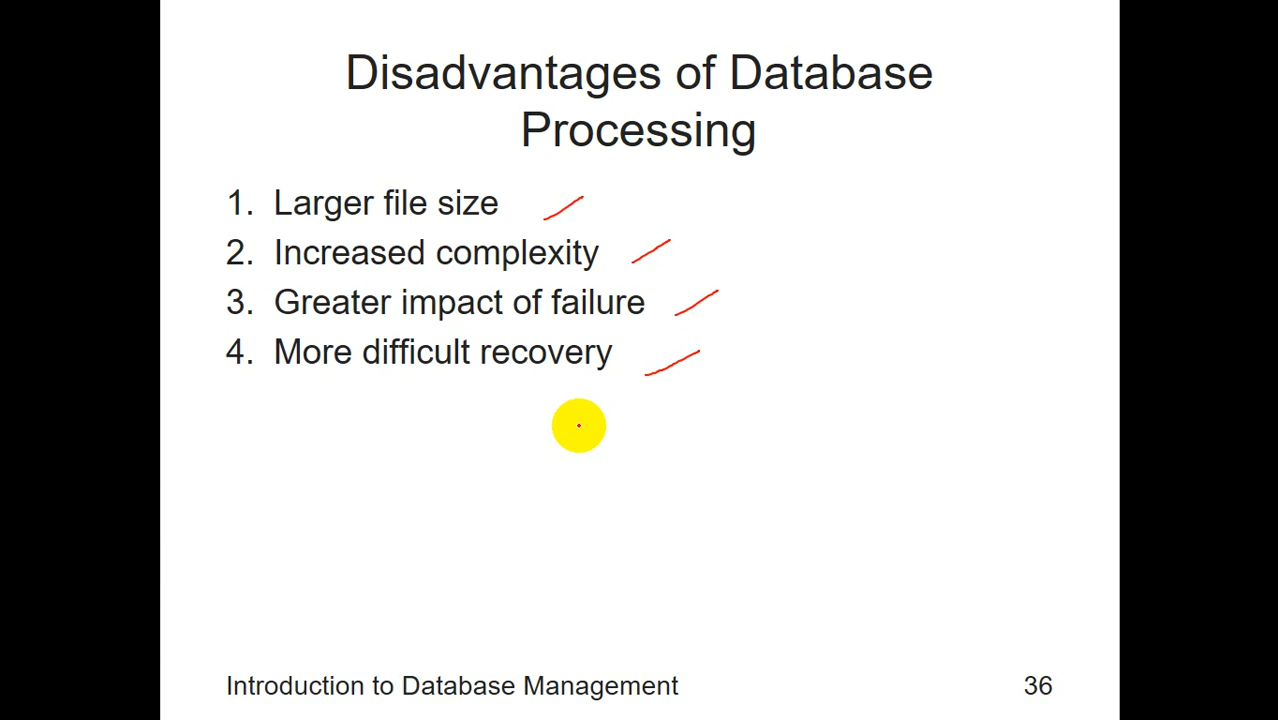 Disadvantages of Database
Processing
1. Larger file size
2. Increased complexity
3. Greater impact of failure
4. More difficult recovery
Introduction to Database Management
36